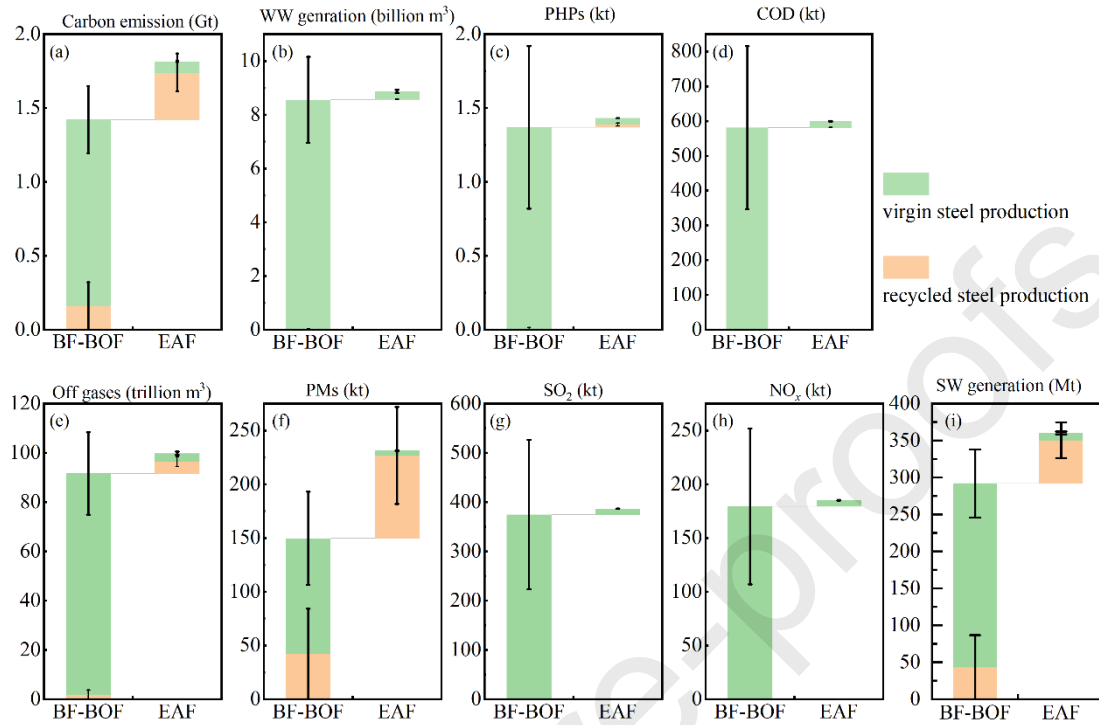 Carbon emission (Gt) WW genration (billion m³) PHPs (kt) COD (kt)
(a) (b) (c) (d)
2.0 1.5 1.0 0.5 0.0
10 8 6 4 2 0
2.0 1.5 1.0 0.5 0.0
800 700 600 500 400 300 200 100 0
BF-BOF EAF BF-BOF EAF BF-BOF EAF BF-BOF EAF
virgin steel production
recycled steel production
Off gases (trillion m³) PMs (kt) SO₂ (kt) NOₓ (kt) SW generation (Mt)
(e) (f) (g) (h) (i)
120 100 80 60 40 20 0
250 200 150 100 50 0
600 500 400 300 200 100 0
250 200 150 100 50 0
400 350 300 250 200 150 100 50 0
BF-BOF EAF BF-BOF EAF BF-BOF EAF BF-BOF EAF BF-BOF EAF
re-proofs